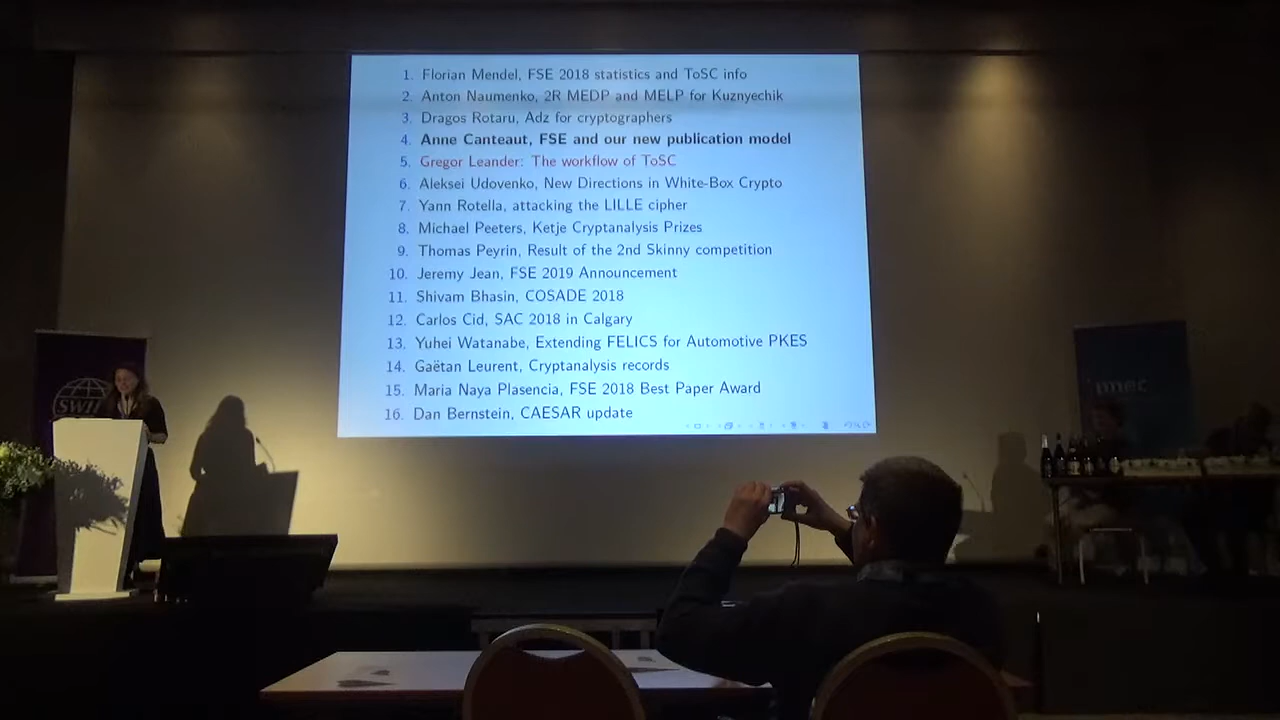 1. Florian Mendel, FSE 2018 statistics and ToSC info
2. Anton Naumenko, 2R MEDP and MELP for Kuznyechik
3. Dragos Rotaru, Adz for cryptographers
4. Anne Canteaut, FSE and our new publication model
5. Gregor Leander: The workflow of ToSC
6. Aleksei Udovenko, New Directions in White-Box Crypto
7. Yann Rotella, attacking the LILLE cipher
8. Michael Peeters, Ketje Cryptanalysis Prizes
9. Thomas Peyrin, Result of the 2nd Skinny competition
10. Jeremy Jean, FSE 2019 Announcement
11. Shivam Bhasin, COSADE 2018
12. Carlos Cid, SAC 2018 in Calgary
13. Yuhei Watanabe, Extending FELICS for Automotive PKES
14. Gaëtan Leurent, Cryptanalysis records
15. Maria Naya Plasencia, FSE 2018 Best Paper Award
16. Dan Bernstein, CAESAR update
imec